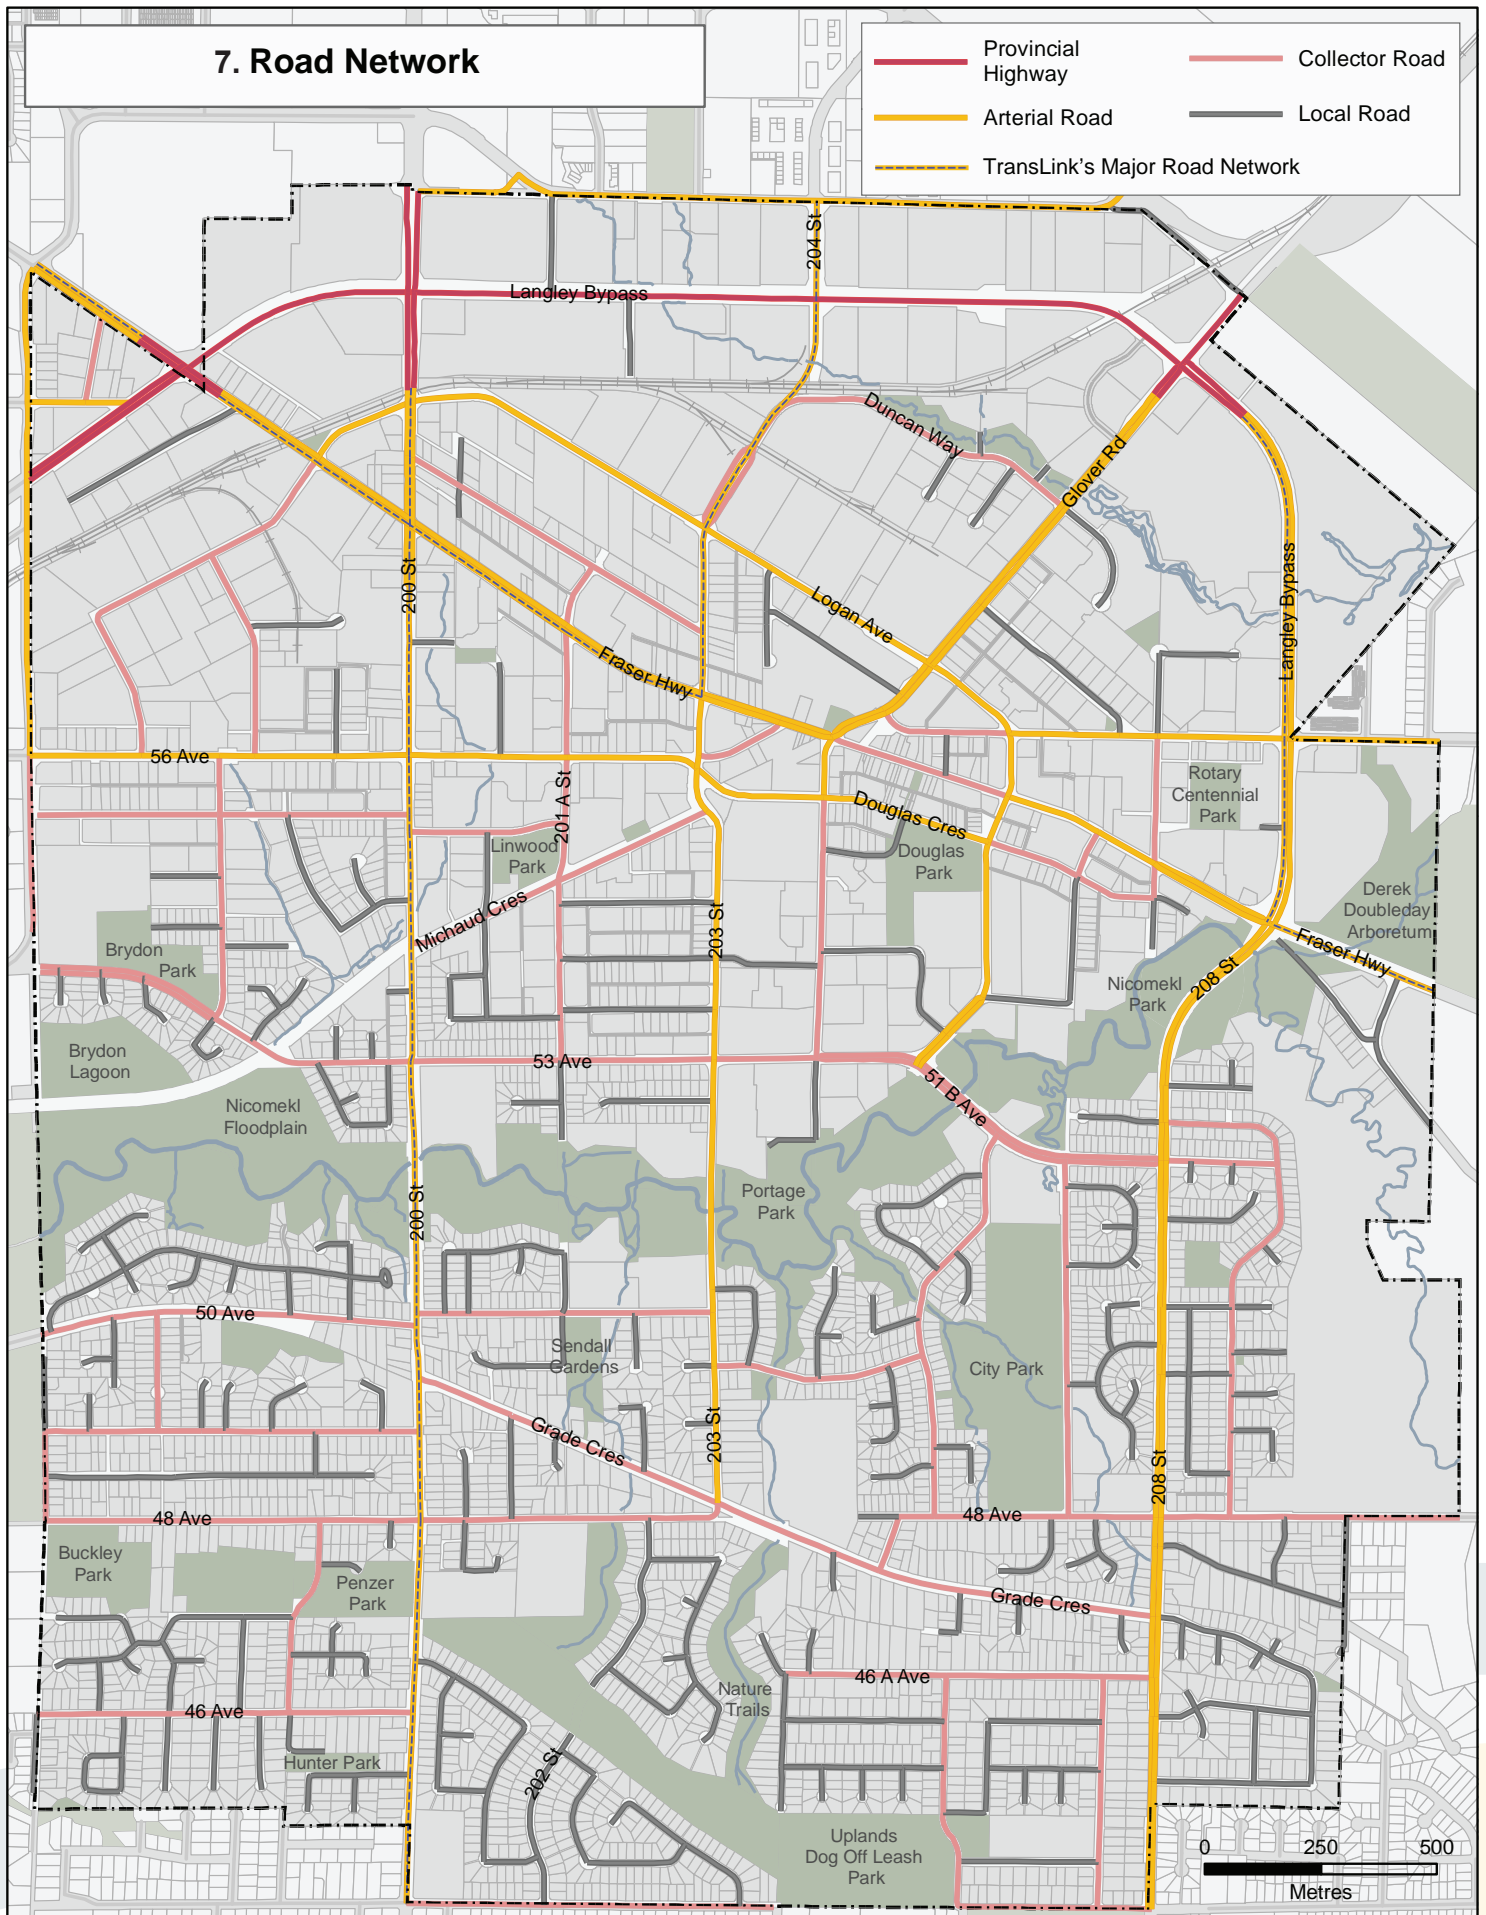 7. Road Network
Provincial
Highway
Collector Road
Arterial Road
Local Road
TransLink's Major Road Network
204 St
Langley Bypass
Duncan Way
Glover Rd
200 St
Langley Bypass
Logan Ave
Fraser Hwy
56 Ave
201 A St
Rotary
Centennial
Park
Douglas Cres
Linwood
Park
Douglas
Park
Derek
Doubleday
Arboretum
Michaud Cres
203 St
Brydon
Park
Fraser Hwy
208 St
Nicomekl
Park
Brydon
Lagoon
53 Ave
51 B Ave
Nicomekl
Floodplain
200 St
Portage
Park
50 Ave
Sendall
Gardens
City Park
Grade Cres
203 St
208 St
48 Ave
48 Ave
Buckley
Park
Penzer
Park
Grade Cres
46 A Ave
Nature
Trails
46 Ave
Hunter Park
202 St
Uplands
Dog Off Leash
Park
0 250 500
Metres